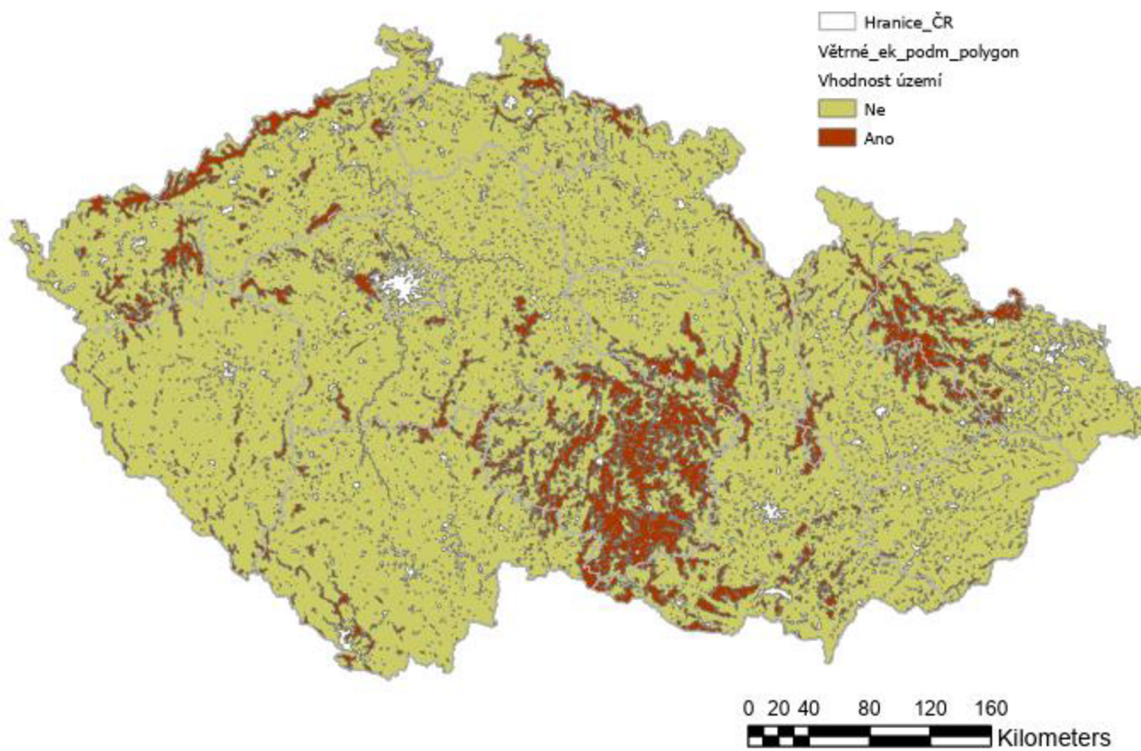 Hranice_ČR
Větrné_ek_podm_polygon
Vhodnost území
Ne
Ano
0 20 40 80 120 160
Kilometers